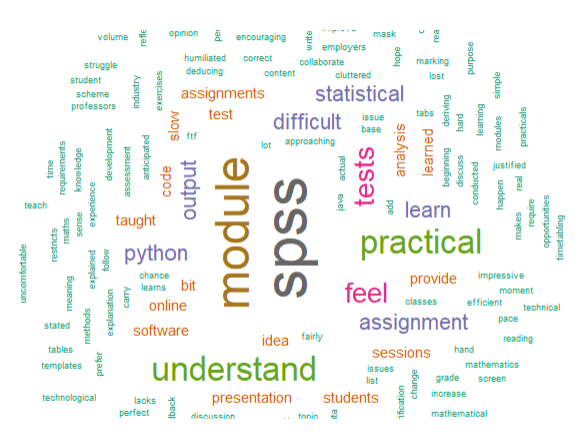 volume
opinion
encouraging
write
mask
employers
humiliated
correct
collaborate
hope
purpose
struggle
deducing
content
cluttered
marking
lost
student
scheme
professors
industry
exercises
assignments
statistical
simple
slow
test
difficult
issue
base
tabs
deriving
hard
learning
modules
practicals
ftf
lot
approaching
analysis
learned
time
requirements
knowledge
development
assessment
anticipated
code
output
module
spss
actual
tests
beginning
discuss
conducted
justified
happen
real
teach
restricts
maths
sense
experience
taught
java
add
learn
makes
require
opportunities
timetabling
uncomfortable
explained
follow
python
practical
meaning
chance
learns
carry
bit
feel
provide
impressive
moment
methods
explanation
online
classes
efficient
technical
stated
software
assignment
pace
reading
tables
templates
prefer
idea
fairly
sessions
hand
mathematics
understand
issues
list
change
grade
screen
technological
lacks
perfect
presentation
students
increase
mathematical
discussion